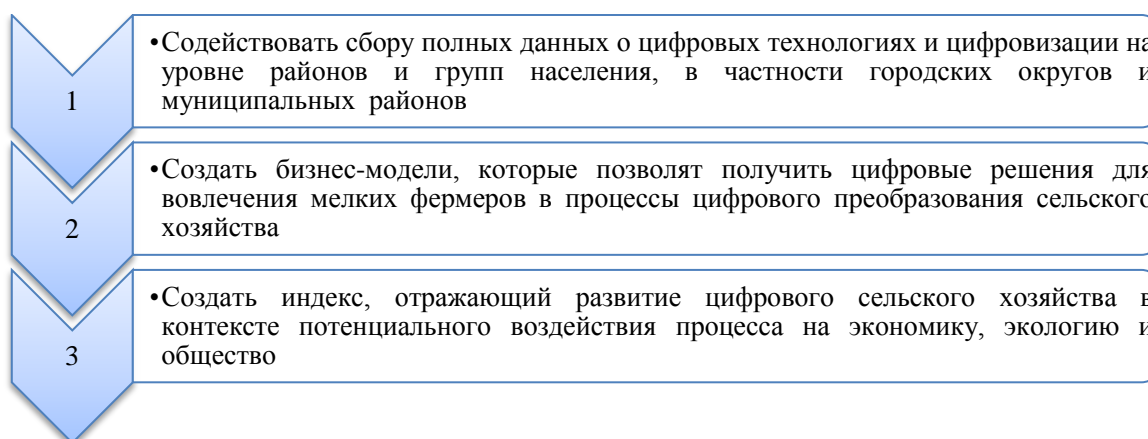 1
•Содействовать сбору полных данных о цифровых технологиях и цифровизации на
уровне районов и групп населения, в частности городских округов и
муниципальных районов
2
•Создать бизнес-модели, которые позволят получить цифровые решения для
вовлечения мелких фермеров в процессы цифрового преобразования сельского
хозяйства
3
•Создать индекс, отражающий развитие цифрового сельского хозяйства в
контексте потенциального воздействия процесса на экономику, экологию и
общество